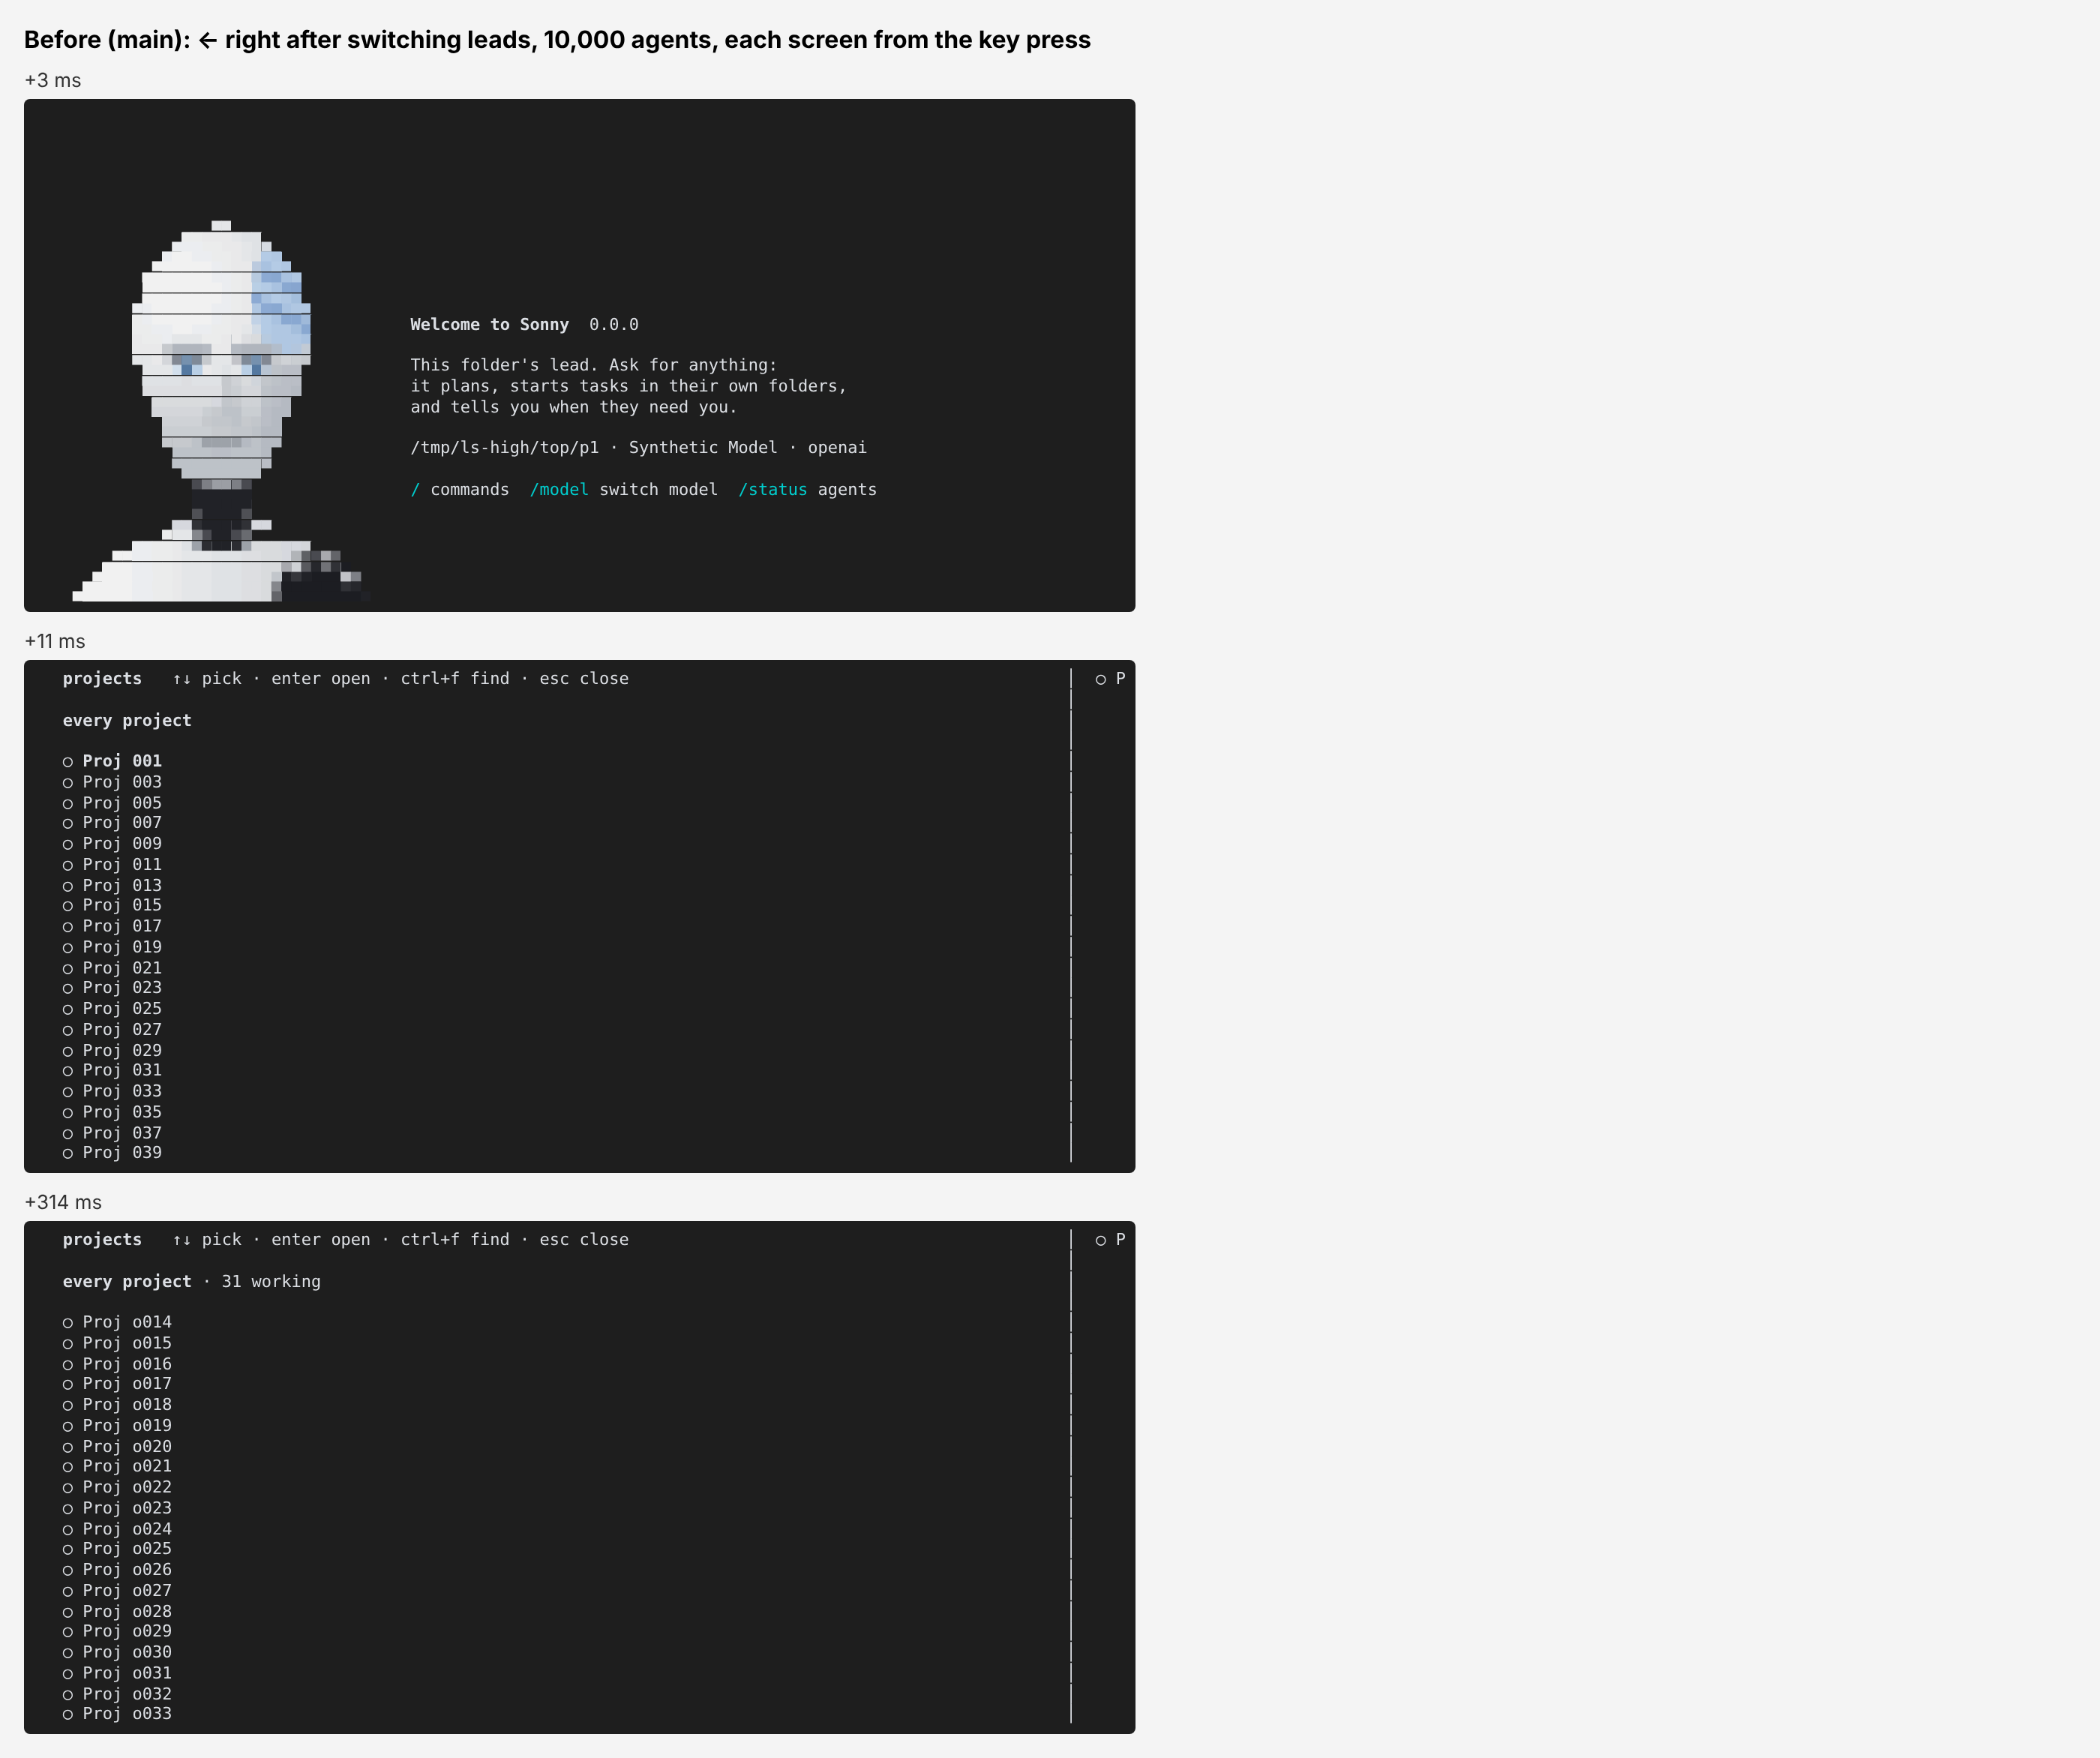 Before (main): ← right after switching leads, 10,000 agents, each screen from the key press
+3 ms
Welcome to Sonny  0.0.0
This folder's lead. Ask for anything:
it plans, starts tasks in their own folders,
and tells you when they need you.
/tmp/ls-high/top/p1 · Synthetic Model · openai
/ commands  /model switch model  /status agents
+11 ms
projects   ↑↓ pick · enter open · ctrl+f find · esc close │ ○ P
every project
○ Proj 001
○ Proj 003
○ Proj 005
○ Proj 007
○ Proj 009
○ Proj 011
○ Proj 013
○ Proj 015
○ Proj 017
○ Proj 019
○ Proj 021
○ Proj 023
○ Proj 025
○ Proj 027
○ Proj 029
○ Proj 031
○ Proj 033
○ Proj 035
○ Proj 037
○ Proj 039
+314 ms
projects   ↑↓ pick · enter open · ctrl+f find · esc close │ ○ P
every project · 31 working
○ Proj o014
○ Proj o015
○ Proj o016
○ Proj o017
○ Proj o018
○ Proj o019
○ Proj o020
○ Proj o021
○ Proj o022
○ Proj o023
○ Proj o024
○ Proj o025
○ Proj o026
○ Proj o027
○ Proj o028
○ Proj o029
○ Proj o030
○ Proj o031
○ Proj o032
○ Proj o033